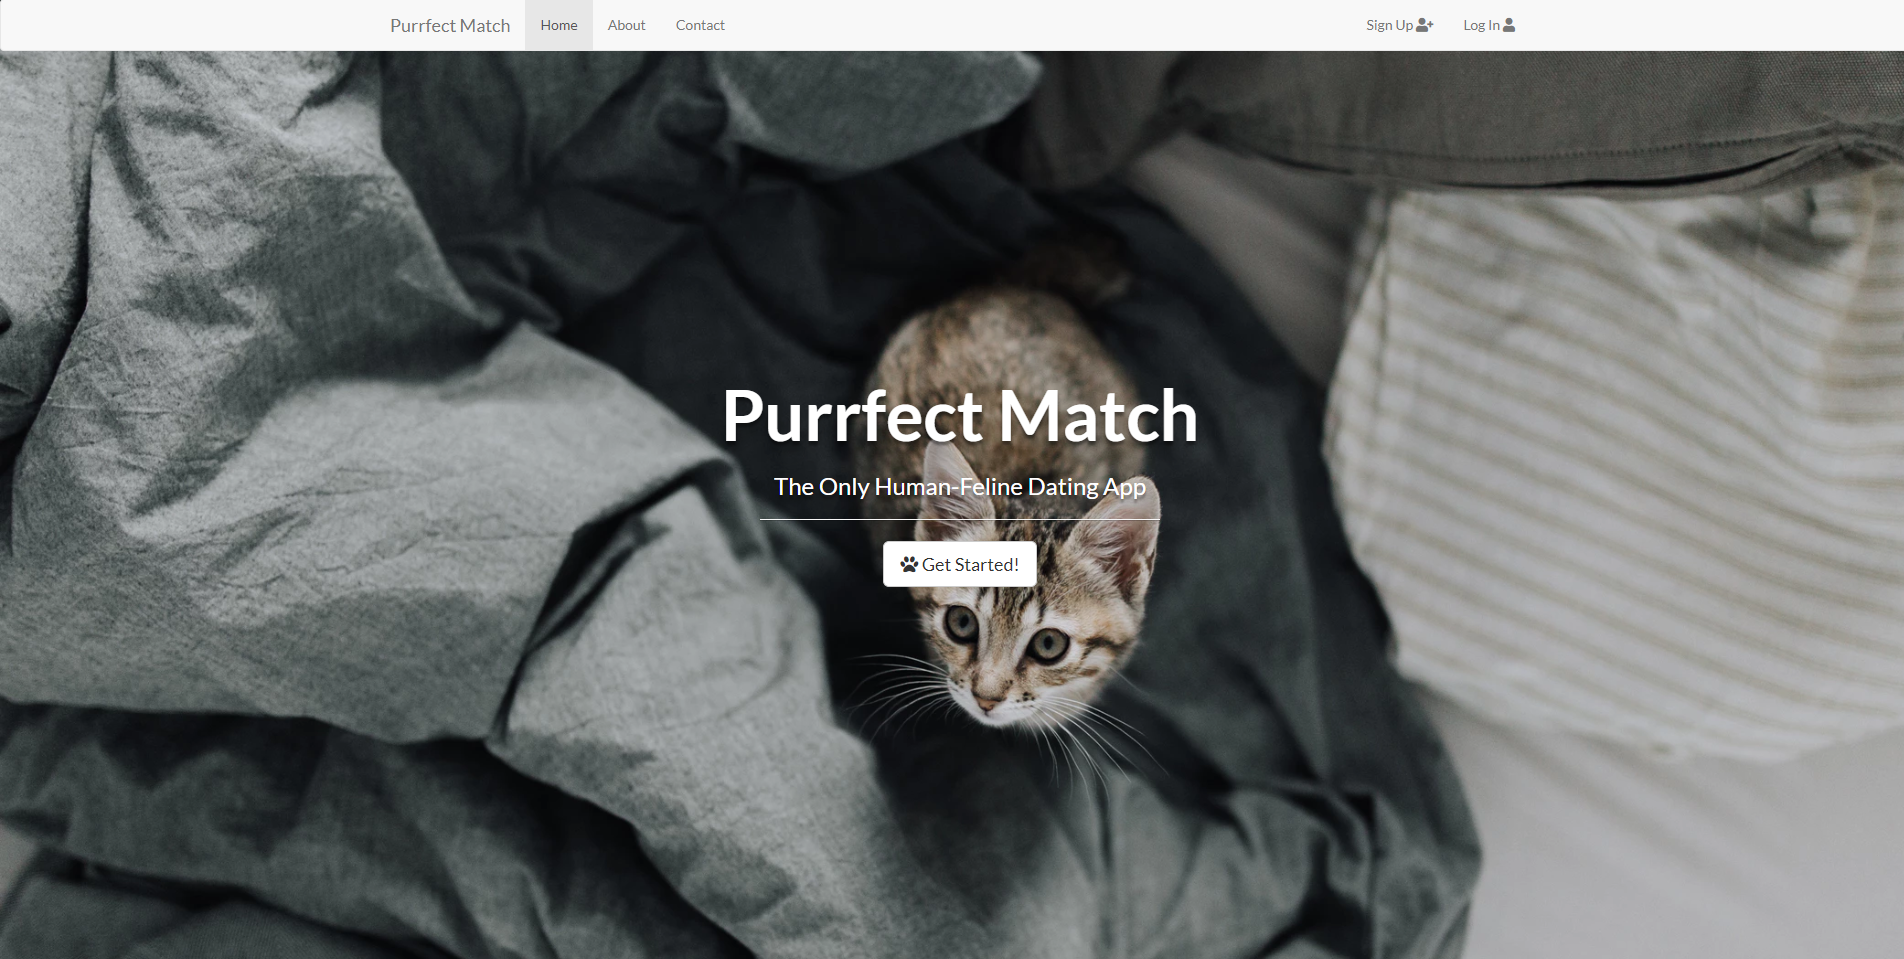 Purrfect Match Home About Contact Sign Up Log In
Purrfect Match
The Only Human-Feline Dating App
Get Started!